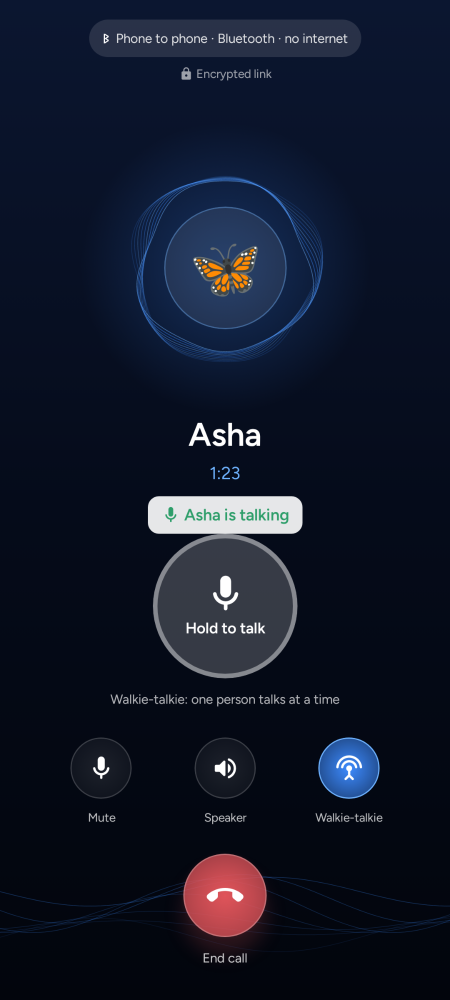 Phone to phone · Bluetooth · no internet
Encrypted link
Asha
1:23
Asha is talking
Hold to talk
Walkie-talkie: one person talks at a time
Mute
Speaker
Walkie-talkie
End call